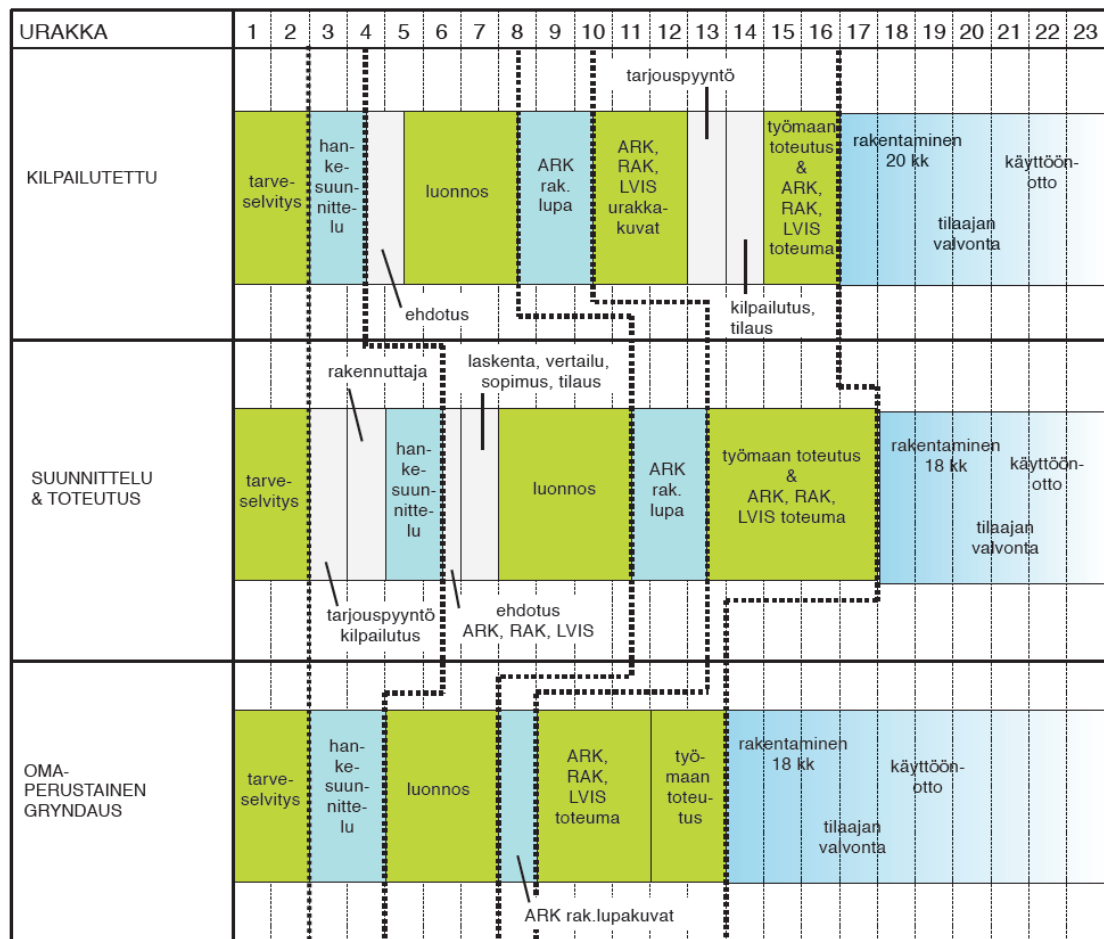 URAKKA 1 2 3 4 5 6 7 8 9 10 11 12 13 14 15 16 17 18 19 20 21 22 23
KILPAILUTETTU
tarve-
selvitys
han-
ke-
suun-
nitte-
lu
ehdotus
luonnos
ARK
rak.
lupa
ARK,
RAK,
LVIS
urakka-
kuvat
tarjouspyyntö
kilpailutus,
tilaus
työmaan
toteutus
&
ARK,
RAK,
LVIS
toteuma
rakentaminen
20 kk
käyttöön-
otto
tilaajan
valvonta
SUUNNITTELU
& TOTEUTUS
tarve-
selvitys
tarjouspyyntö
kilpailutus
rakennuttaja
han-
ke-
suun-
nitte-
lu
ehdotus
ARK, RAK, LVIS
laskenta, vertailu,
sopimus, tilaus
luonnos
ARK
rak.
lupa
työmaan toteutus
&
ARK, RAK,
LVIS toteuma
rakentaminen
18 kk
käyttöön-
otto
tilaajan
valvonta
OMA-
PERUSTAINEN
GRYNDAUS
tarve-
selvitys
han-
ke-
suun-
nitte-
lu
luonnos
ARK rak.lupakuvat
ARK,
RAK,
LVIS
toteuma
työ-
maan
toteu-
tus
rakentaminen
18 kk
käyttöön-
otto
tilaajan
valvonta